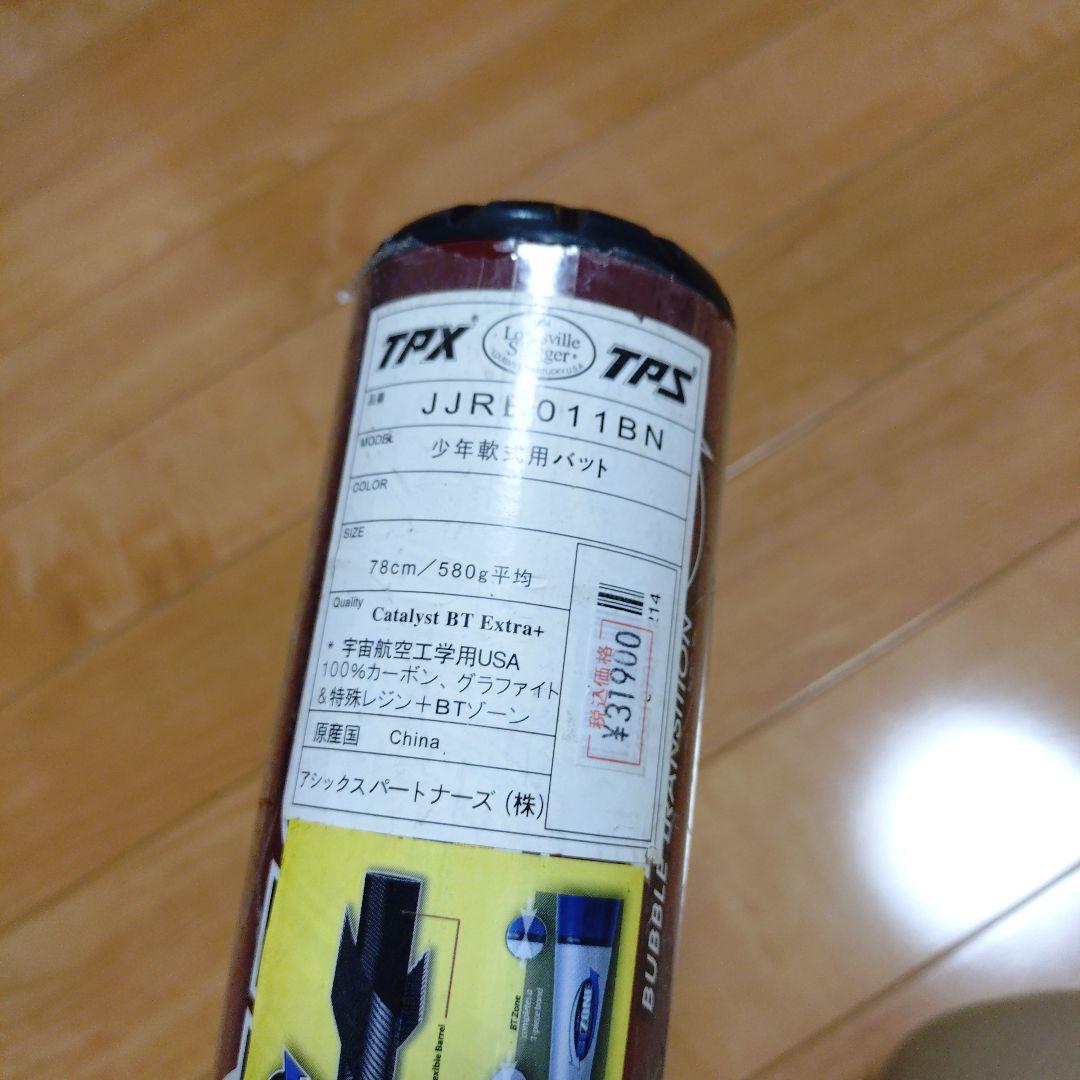 TPX Louisville Slugger TPS
品番 JJRB011BN
MODEL 少年軟式用バット
COLOR
SIZE
78cm/580g平均
Quality Catalyst BT Extra+
* 宇宙航空工学用USA
100%カーボン、グラファイト
&特殊レジン+BTゾーン
原産国 China
アシックスパートナーズ (株)
税込価格
¥31900
BUBBLE TRANSITION
BT Zone
BT ZONE